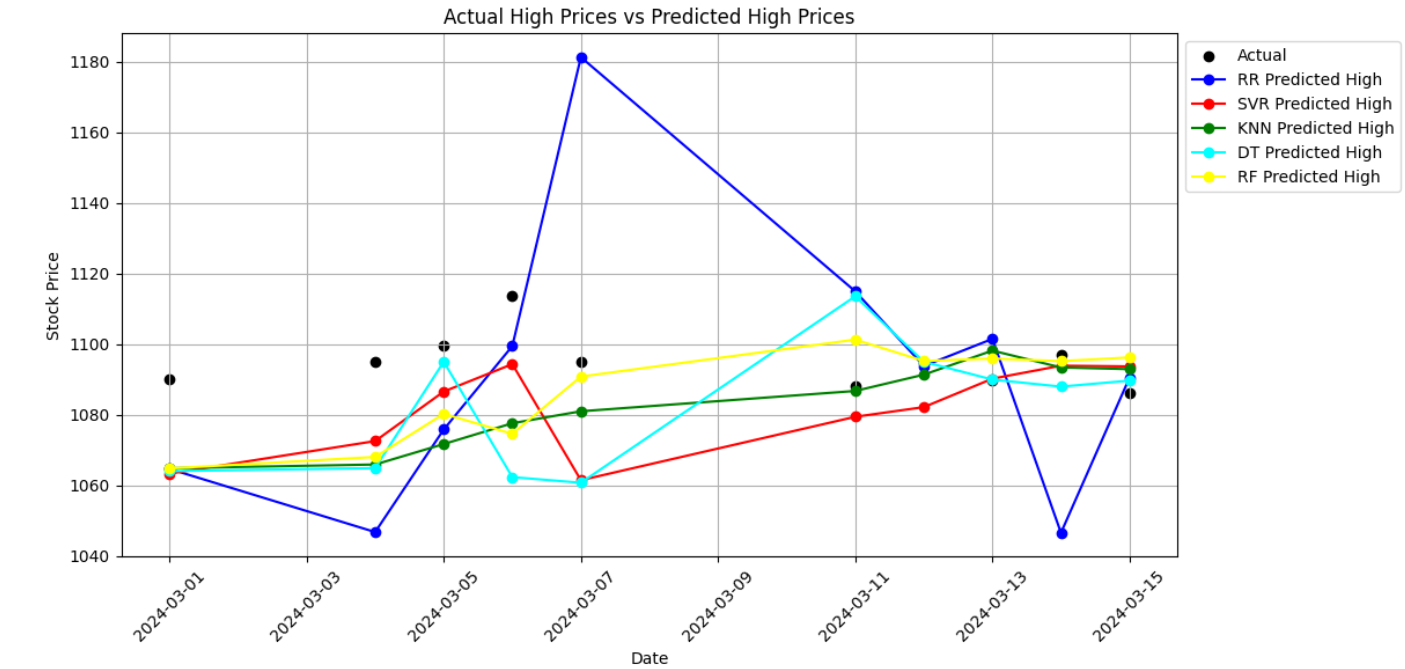 Actual High Prices vs Predicted High Prices
Stock Price
1180
1160
1140
1120
1100
1080
1060
1040
2024-03-01
2024-03-03
2024-03-05
2024-03-07
2024-03-09
2024-03-11
2024-03-13
2024-03-15
Date
Actual
RR Predicted High
SVR Predicted High
KNN Predicted High
DT Predicted High
RF Predicted High